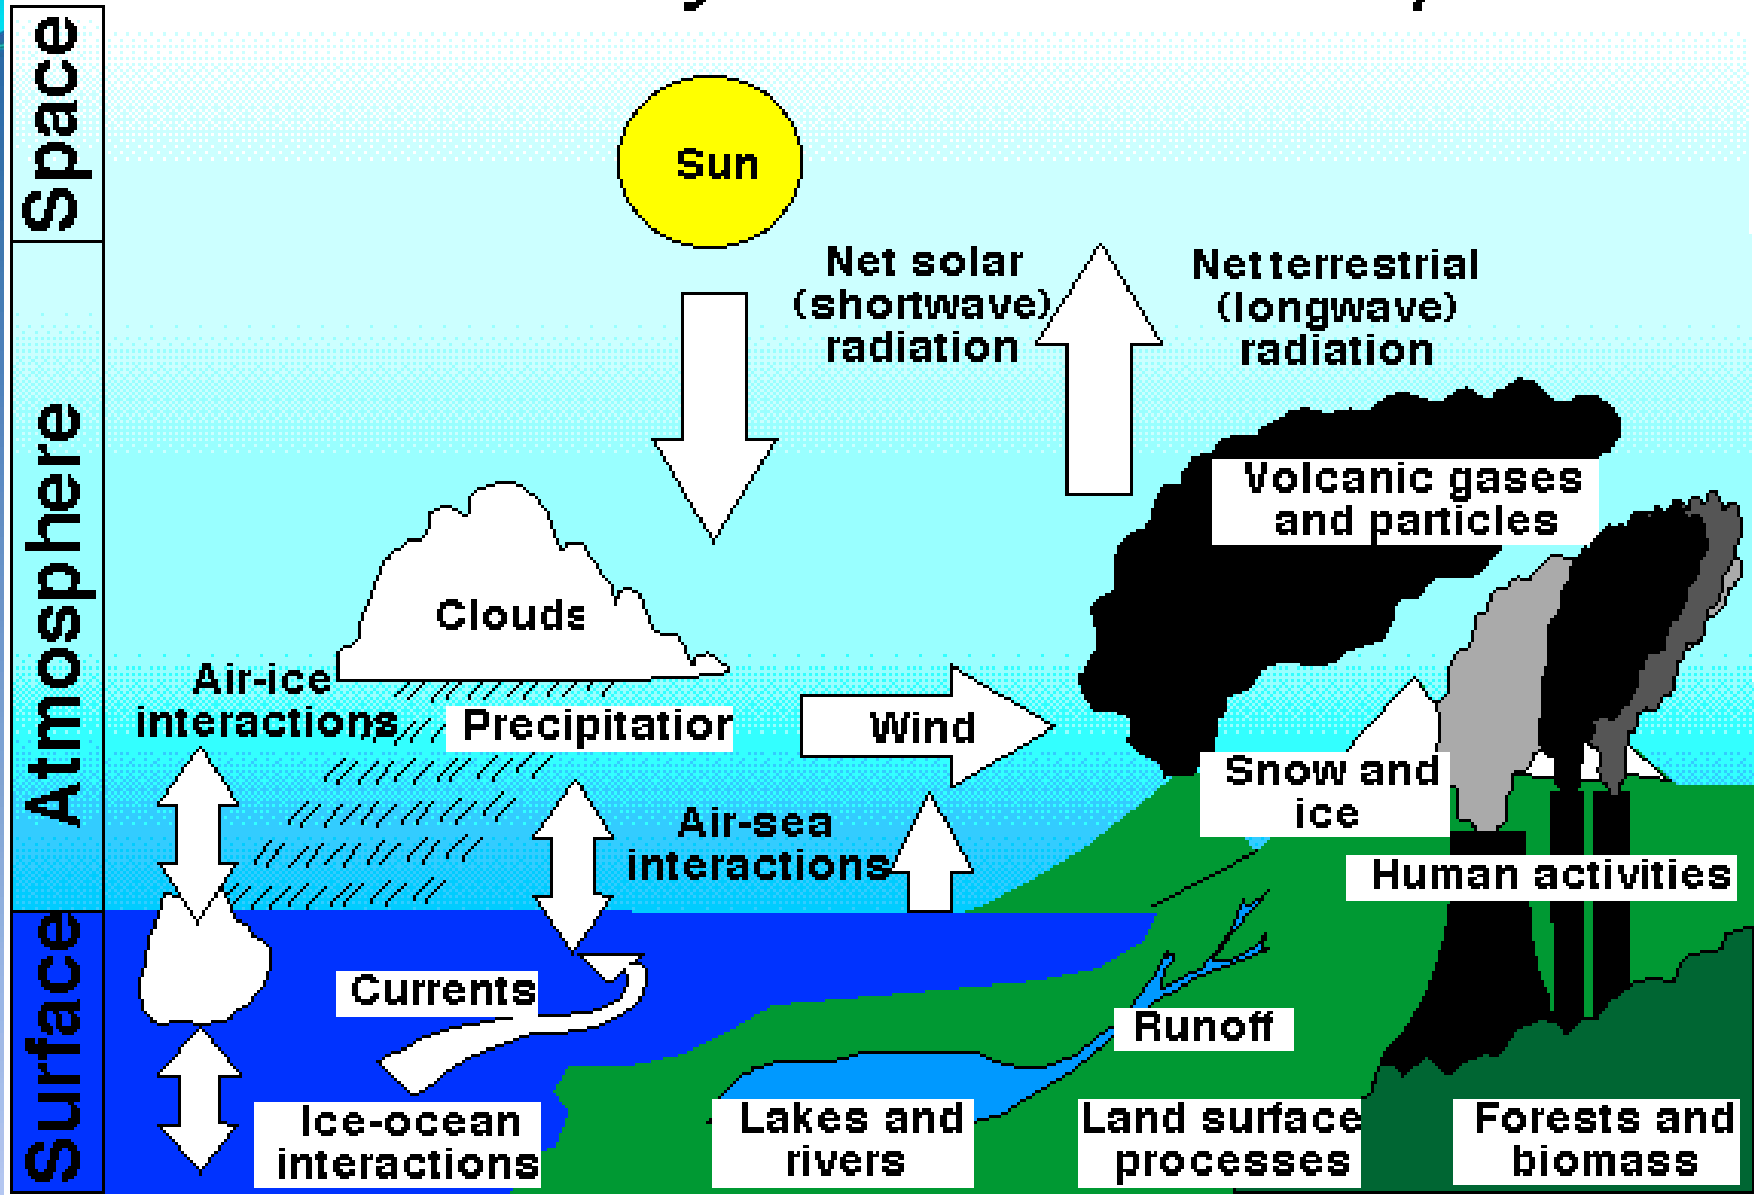 Space
Sun
Net solar
(shortwave)
radiation
Net terrestrial
(longwave)
radiation
Atmosphere
Volcanic gases
and particles
Clouds
Air-ice
interactions
Precipitation
Wind
Snow and
ice
Air-sea
interactions
Human activities
Surface
Currents
Runoff
Ice-ocean
interactions
Lakes and
rivers
Land surface
processes
Forests and
biomass